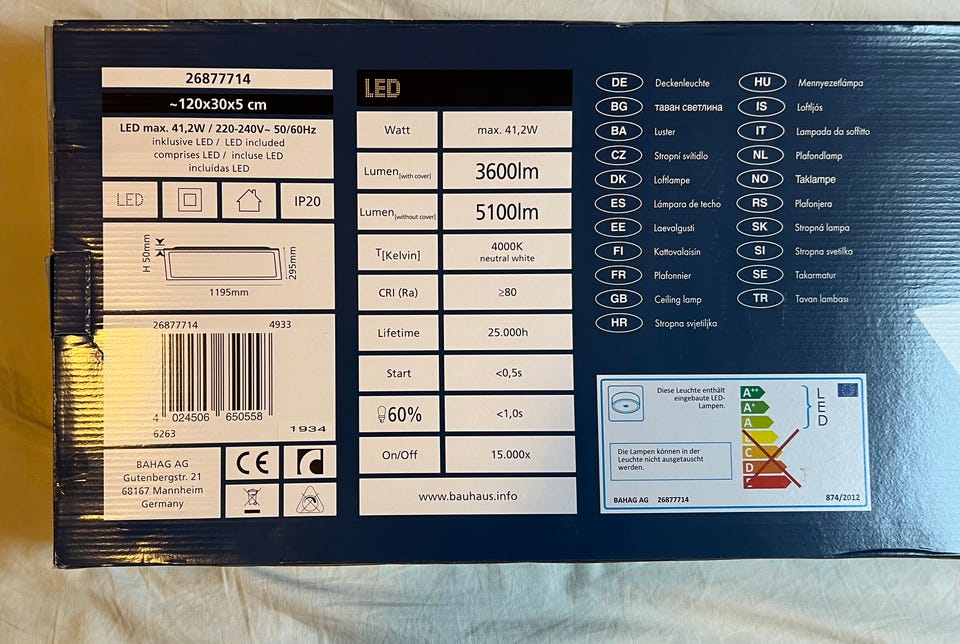 26877714
~120x30x5 cm
LED max. 41,2W / 220-240V~ 50/60Hz
inklusive LED / LED included
comprises LED / incluse LED
incluídas LED
LED
IP20
H 50mm
295mm
1195mm
26877714 4933
4 024506 650558
6263
1934
BAHAG AG
Gutenbergstr. 21
68167 Mannheim
Germany
CE
LED
Watt max. 41,2W
Lumen[with cover] 3600lm
Lumen[without cover] 5100lm
T[Kelvin] 4000K
neutral white
CRI (Ra) ≥80
Lifetime 25.000h
Start <0,5s
60% <1,0s
On/Off 15.000x
www.bauhaus.info
DE Deckenleuchte
BG таван светлина
BA Luster
CZ Stropní svítidlo
DK Loftlampe
ES Lámpara de techo
EE Laevalgusti
FI Kattovalaisin
FR Plafonnier
GB Ceiling lamp
HR Stropna svjetiljka
HU Mennyezetlámpa
IS Loftljós
IT Lampada da soffitto
NL Plafondlamp
NO Taklampe
RS Plafonjera
SK Stropná lampa
SI Stropna svetilka
SE Takarmatur
TR Tavan lambası
Diese Leuchte enthält
eingebaute LED-
Lampen.
Die Lampen können in der
Leuchte nicht ausgetauscht
werden.
A++
A+
A
C
D
LED
BAHAG AG 26877714
874/2012